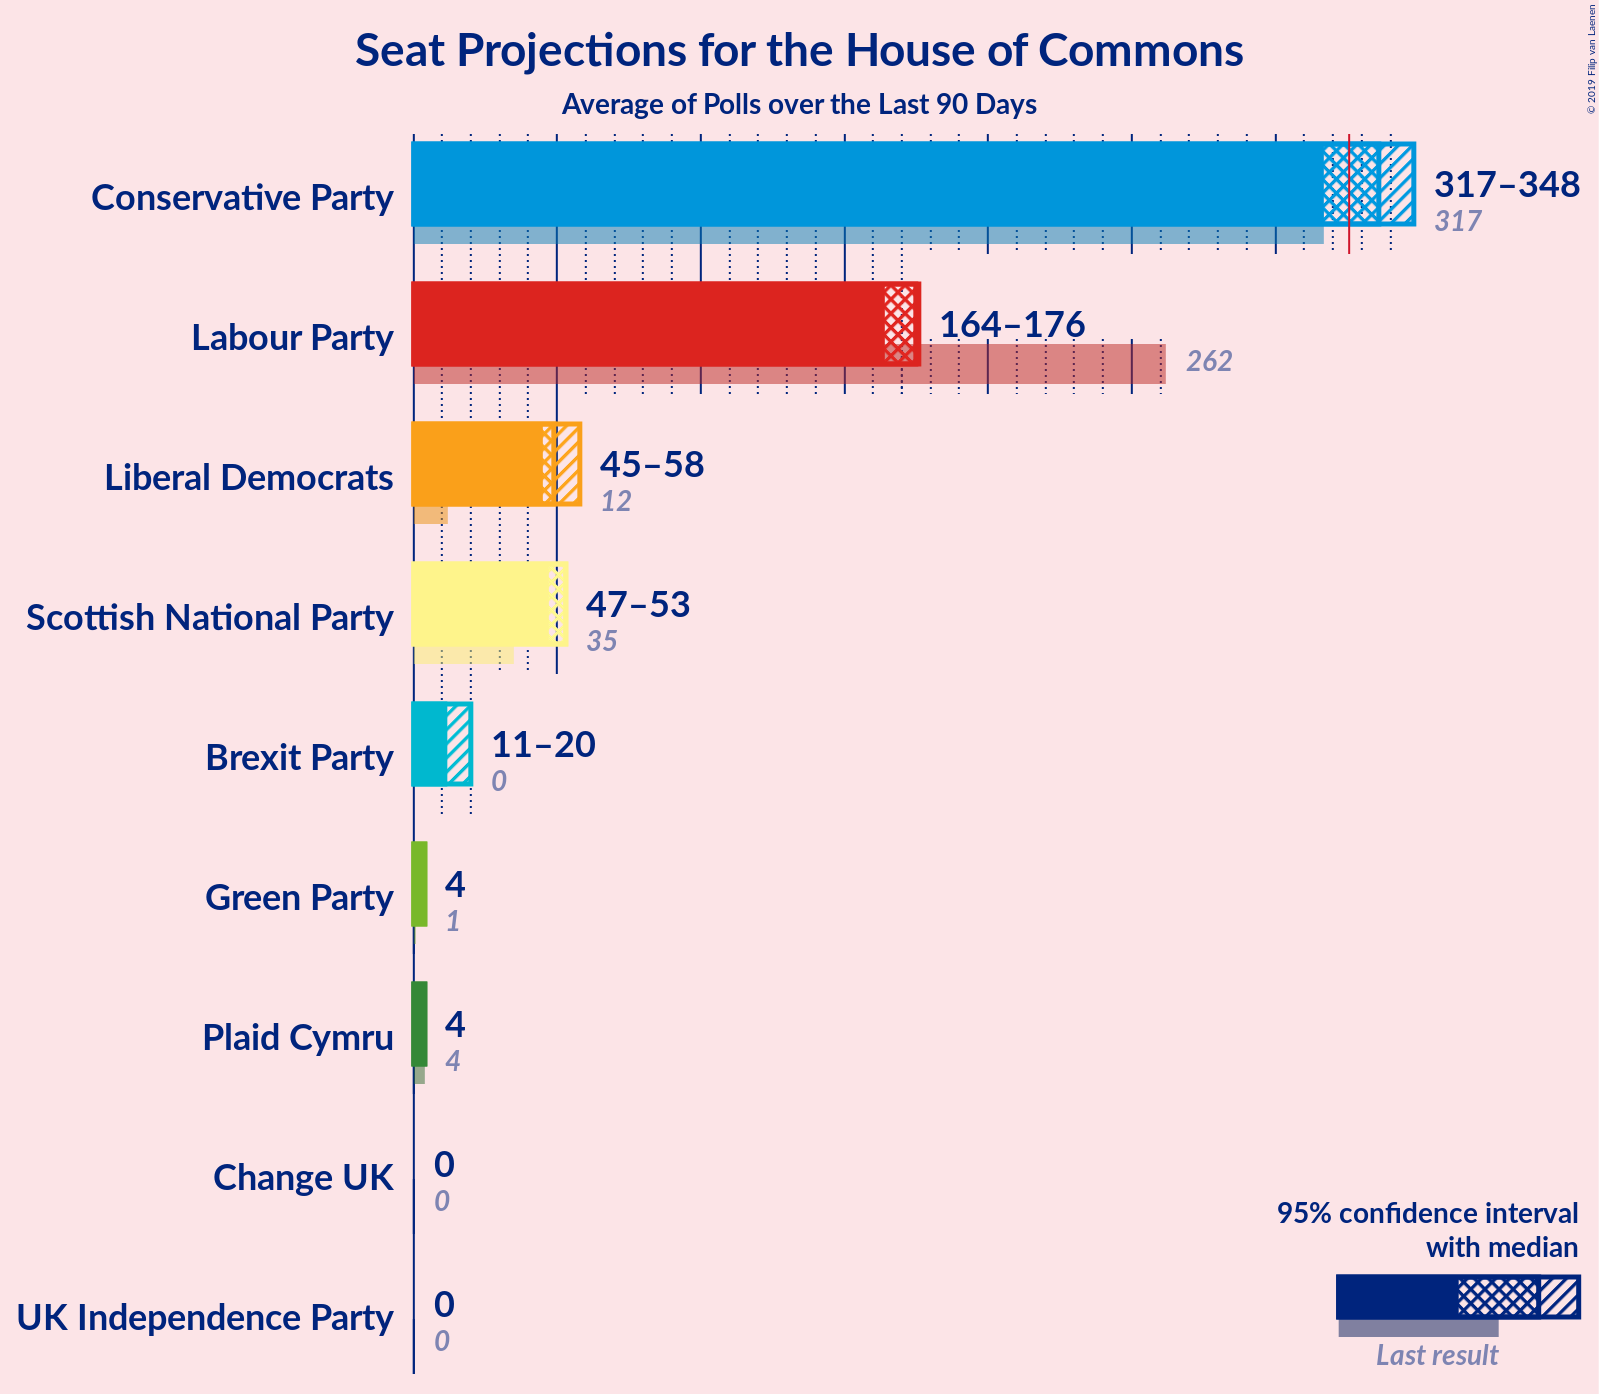 © 2019 Filip van Laenen
Seat Projections for the House of Commons
Average of Polls over the Last 90 Days
Conservative Party
317–348
317
Labour Party
164–176
262
Liberal Democrats
45–58
12
Scottish National Party
47–53
35
Brexit Party
11–20
0
Green Party
4
1
Plaid Cymru
4
4
Change UK
0
0
UK Independence Party
0
0
95% confidence interval
with median
Last result